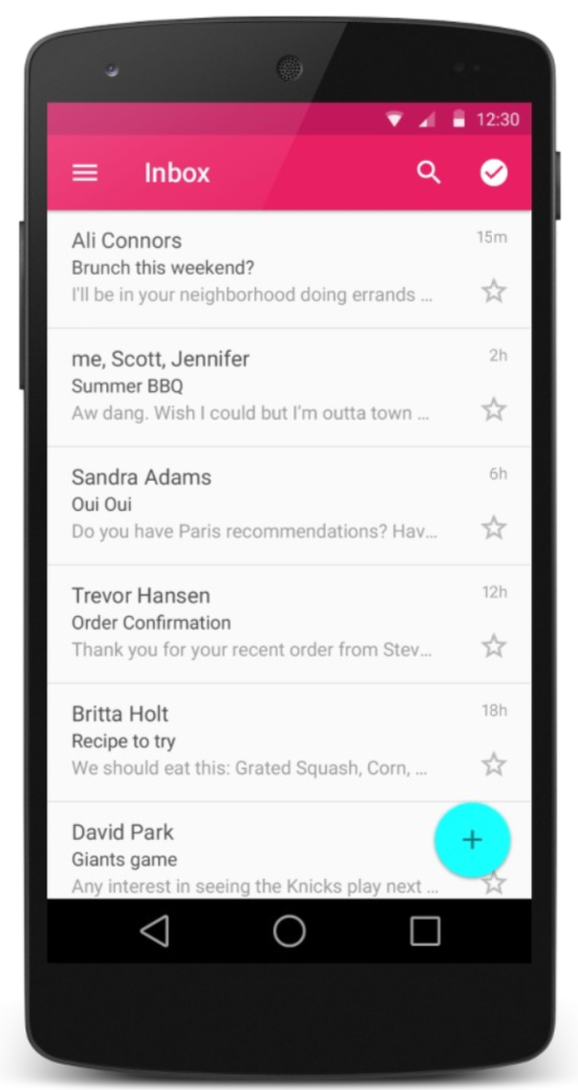 12:30
Inbox
Ali Connors 15m
Brunch this weekend?
I'll be in your neighborhood doing errands ...
me, Scott, Jennifer 2h
Summer BBQ
Aw dang. Wish I could but I'm outta town ...
Sandra Adams 6h
Oui Oui
Do you have Paris recommendations? Hav...
Trevor Hansen 12h
Order Confirmation
Thank you for your recent order from Stev...
Britta Holt 18h
Recipe to try
We should eat this: Grated Squash, Corn, ...
David Park
Giants game
Any interest in seeing the Knicks play next ...